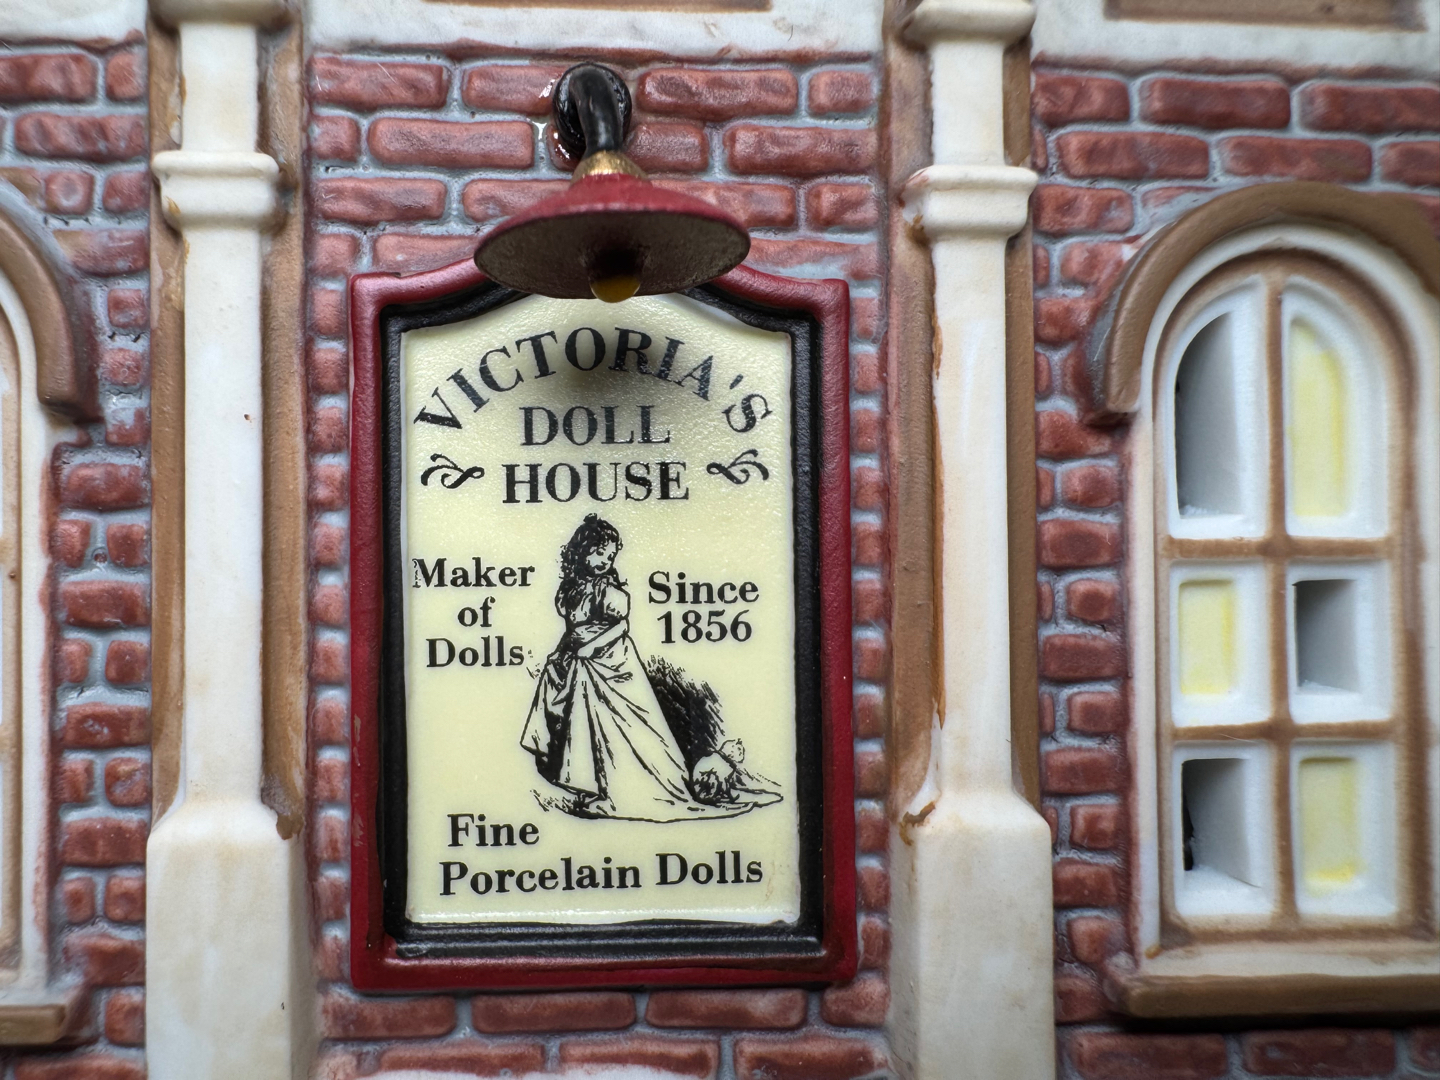 VICTORIA'S
DOLL
HOUSE
Maker
of
Dolls
Since
1856
Fine
Porcelain Dolls